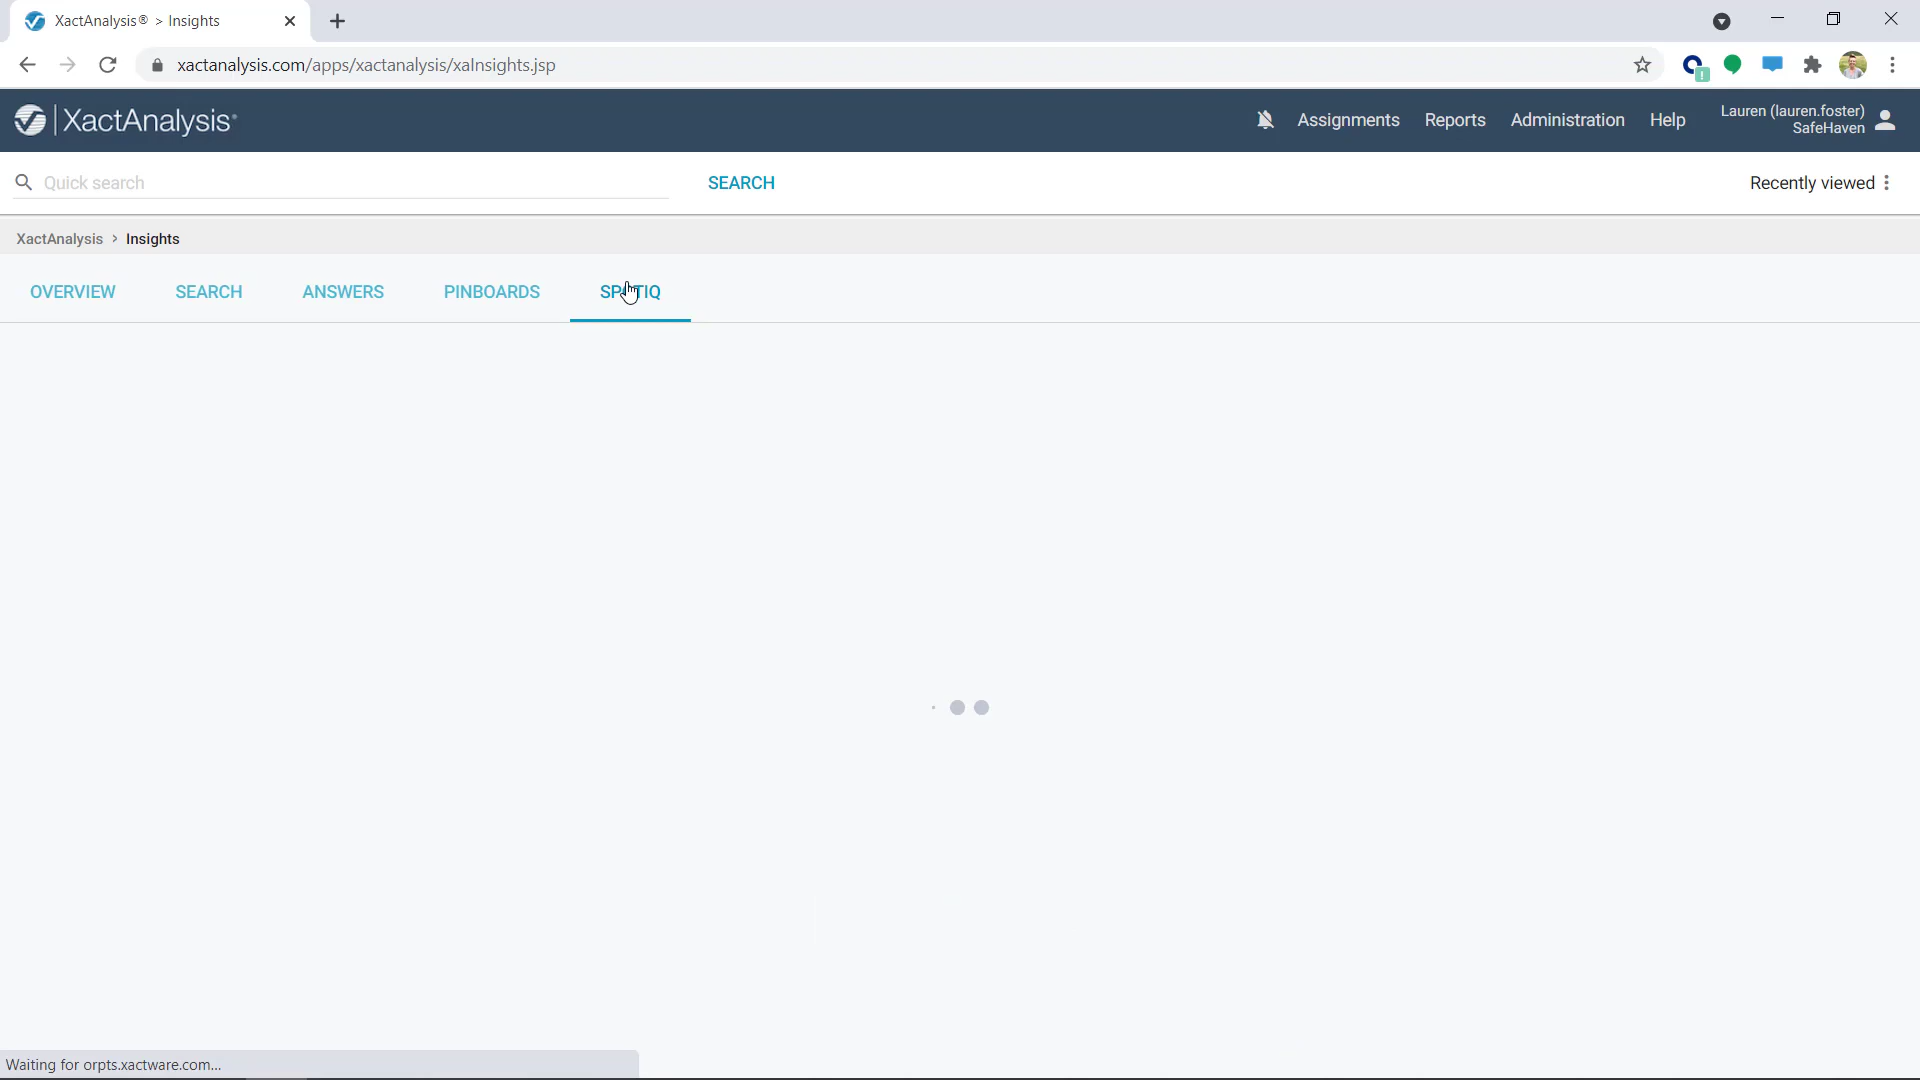 XactAnalysis® > Insights
xactanalysis.com/apps/xactanalysis/xaInsights.jsp
XactAnalysis®
Assignments
Reports
Administration
Help
Lauren (lauren.foster)
SafeHaven
Quick search
SEARCH
Recently viewed
XactAnalysis > Insights
OVERVIEW
SEARCH
ANSWERS
PINBOARDS
Waiting for orpts.xactware.com...